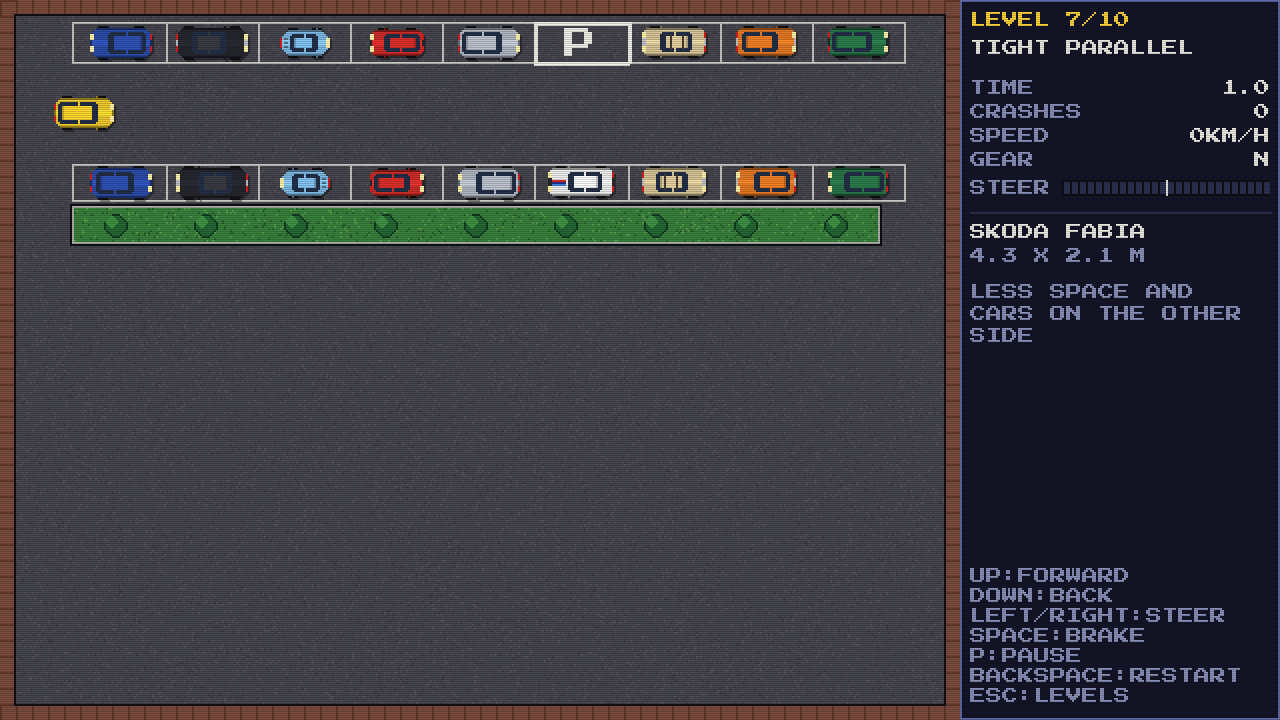 LEVEL 7/10
TIGHT PARALLEL
P
TIME 1.0
CRASHES 0
SPEED 0KM/H
GEAR N
STEER
SKODA FABIA
4.3 X 2.1 M
LESS SPACE AND
CARS ON THE OTHER
SIDE
UP:FORWARD
DOWN:BACK
LEFT/RIGHT:STEER
SPACE:BRAKE
P:PAUSE
BACKSPACE:RESTART
ESC:LEVELS